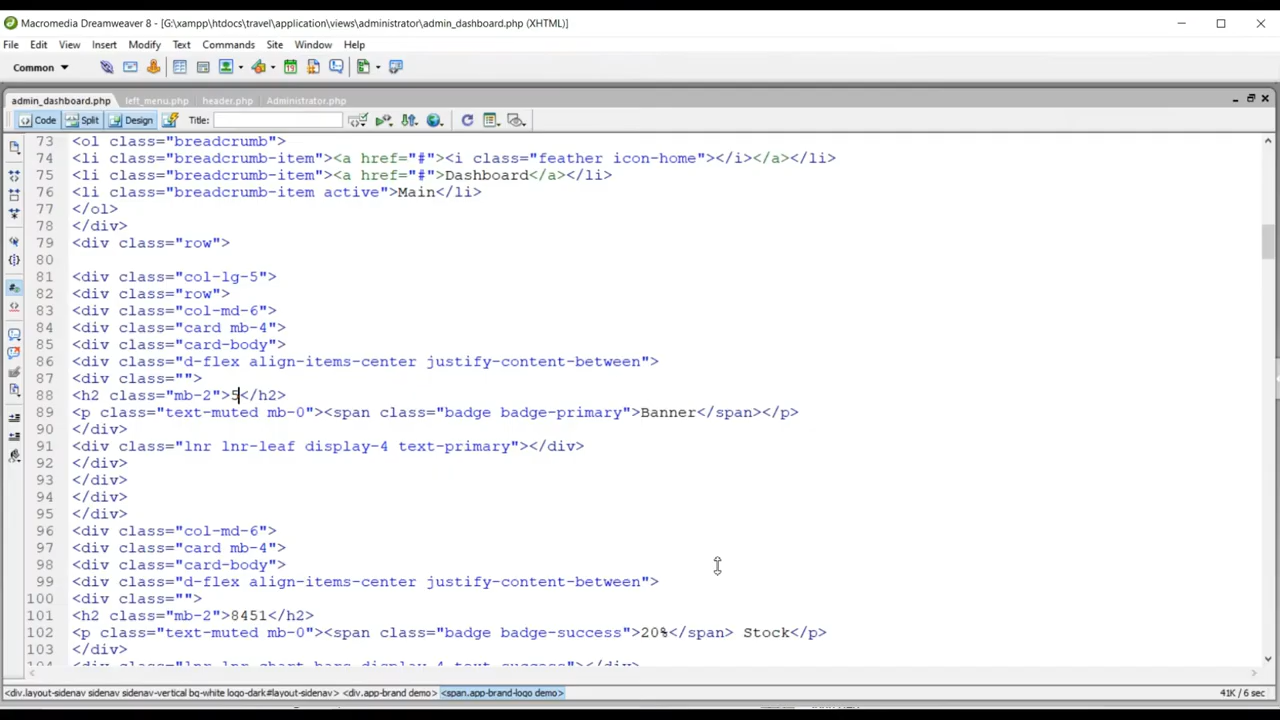 Macromedia Dreamweaver 8 - [G:\xampp\htdocs\travel\application\views\administrator\admin_dashboard.php (XHTML)]
File Edit View Insert Modify Text Commands Site Window Help
Common
admin_dashboard.php left_menu.php header.php Administrator.php
Code Split Design Title:
73 <ol class="breadcrumb">
74 <li class="breadcrumb-item"><a href="#"><i class="feather icon-home"></i></a></li>
75 <li class="breadcrumb-item"><a href="#">Dashboard</a></li>
76 <li class="breadcrumb-item active">Main</li>
77 </ol>
78 </div>
79 <div class="row">
80
81 <div class="col-lg-5">
82 <div class="row">
83 <div class="col-md-6">
84 <div class="card mb-4">
85 <div class="card-body">
86 <div class="d-flex align-items-center justify-content-between">
87 <div class="">
88 <h2 class="mb-2">5</h2>
89 <p class="text-muted mb-0"><span class="badge badge-primary">Banner</span></p>
90 </div>
91 <div class="lnr lnr-leaf display-4 text-primary"></div>
92 </div>
93 </div>
94 </div>
95 </div>
96 <div class="col-md-6">
97 <div class="card mb-4">
98 <div class="card-body">
99 <div class="d-flex align-items-center justify-content-between">
100 <div class="">
101 <h2 class="mb-2">8451</h2>
102 <p class="text-muted mb-0"><span class="badge badge-success">20%</span> Stock</p>
103 </div>
104 <div class="lnr lnr-chart-bars display-4 text-success"></div>
<div.layout-sidenav sidenav sidenav-vertical bg-white logo-dark#layout-sidenav> <div.app-brand demo> <span.app-brand-logo demo> 41K / 6 sec